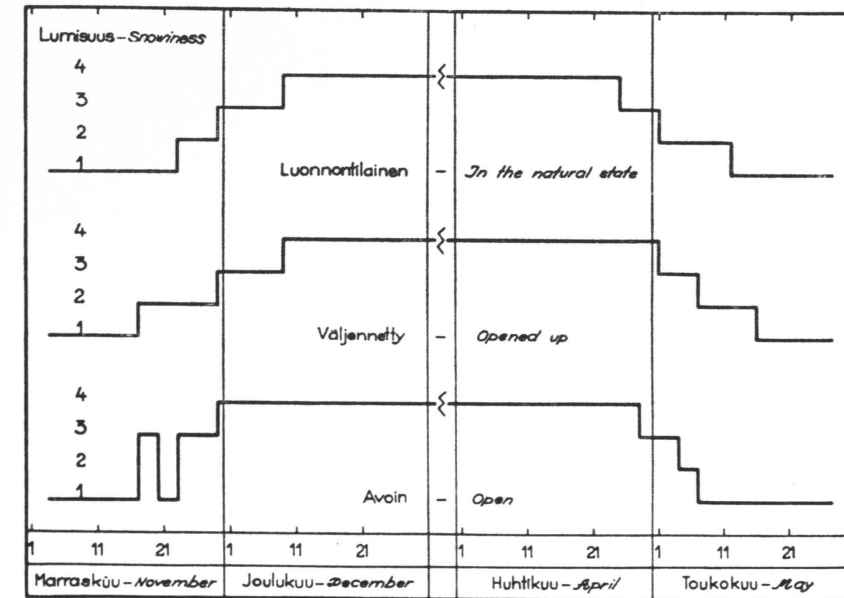 Lumisuus – Snowiness
4
3
2
1
Luonnontilainen – In the natural state
4
3
2
1
Väljennetty – Opened up
4
3
2
1
Avoin – Open
1 11 21 1 11 21 1 11 21 1 11 21
Marraskuu – November Joulukuu – December Huhtikuu – April Toukokuu – May